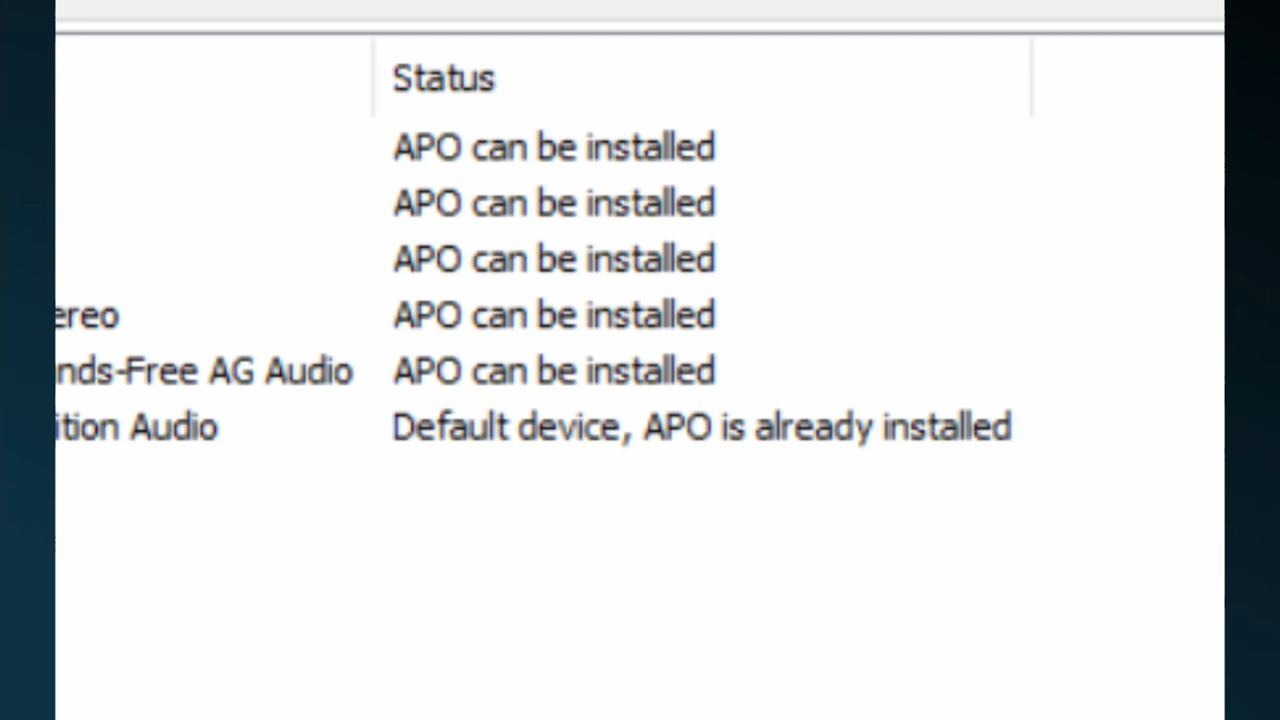 Status
APO can be installed
APO can be installed
APO can be installed
ereo APO can be installed
nds-Free AG Audio APO can be installed
ition Audio Default device, APO is already installed